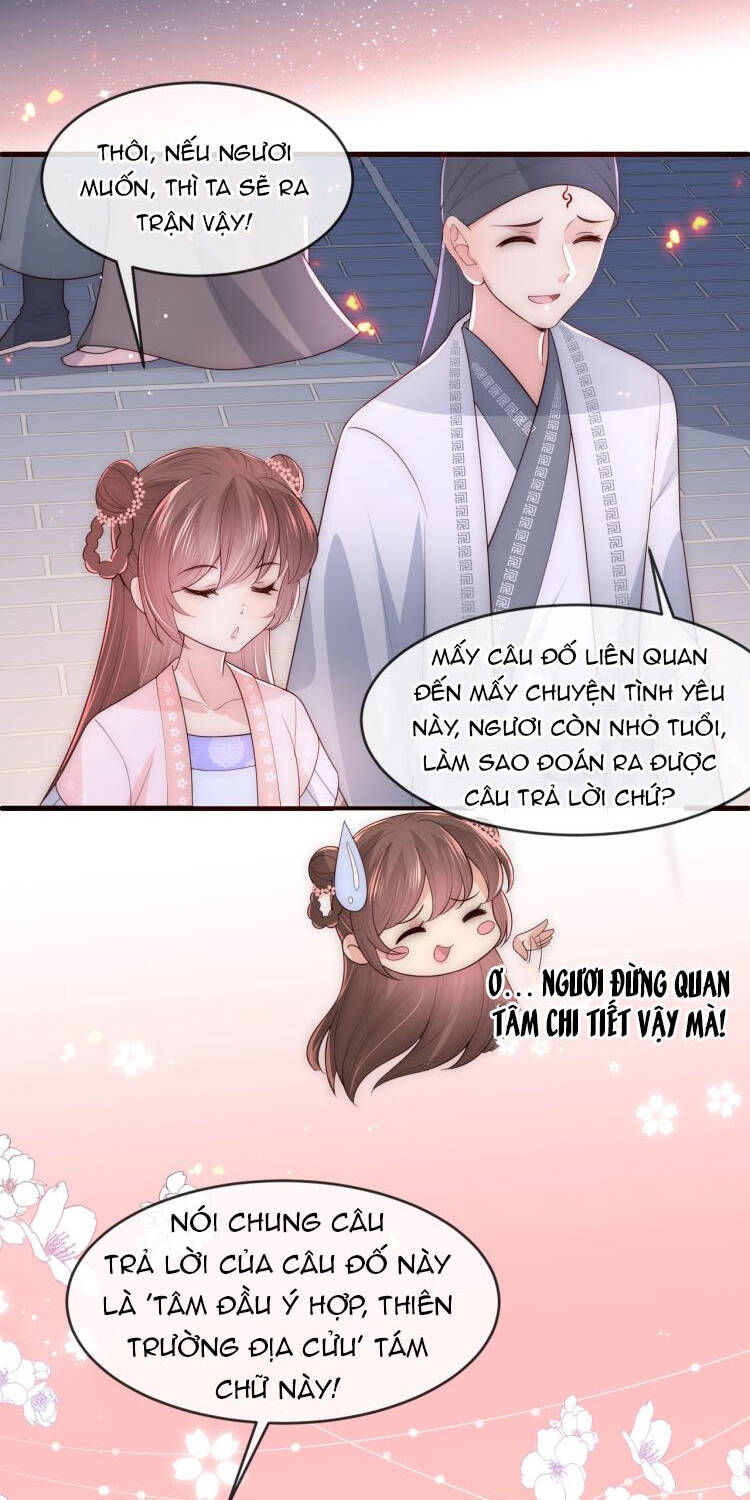 THÔI, NẾU NGƯƠI
MUỐN, THÌ TA SẼ RA
TRẬN VẬY!
MẤY CÂU ĐỐ LIÊN QUAN
ĐẾN MẤY CHUYỆN TÌNH YÊU
NÀY, NGƯƠI CÒN NHỎ TUỔI,
LÀM SAO ĐOÁN RA ĐƯỢC
CÂU TRẢ LỜI CHỨ?
Ơ... NGƯƠI ĐỪNG QUAN
TÂM CHI TIẾT VẬY MÀ!
NÓI CHUNG CÂU
TRẢ LỜI CỦA CÂU ĐỐ NÀY
LÀ 'TÂM ĐẦU Ý HỢP, THIÊN
TRƯỜNG ĐỊA CỬU' TÁM
CHỮ NÀY!